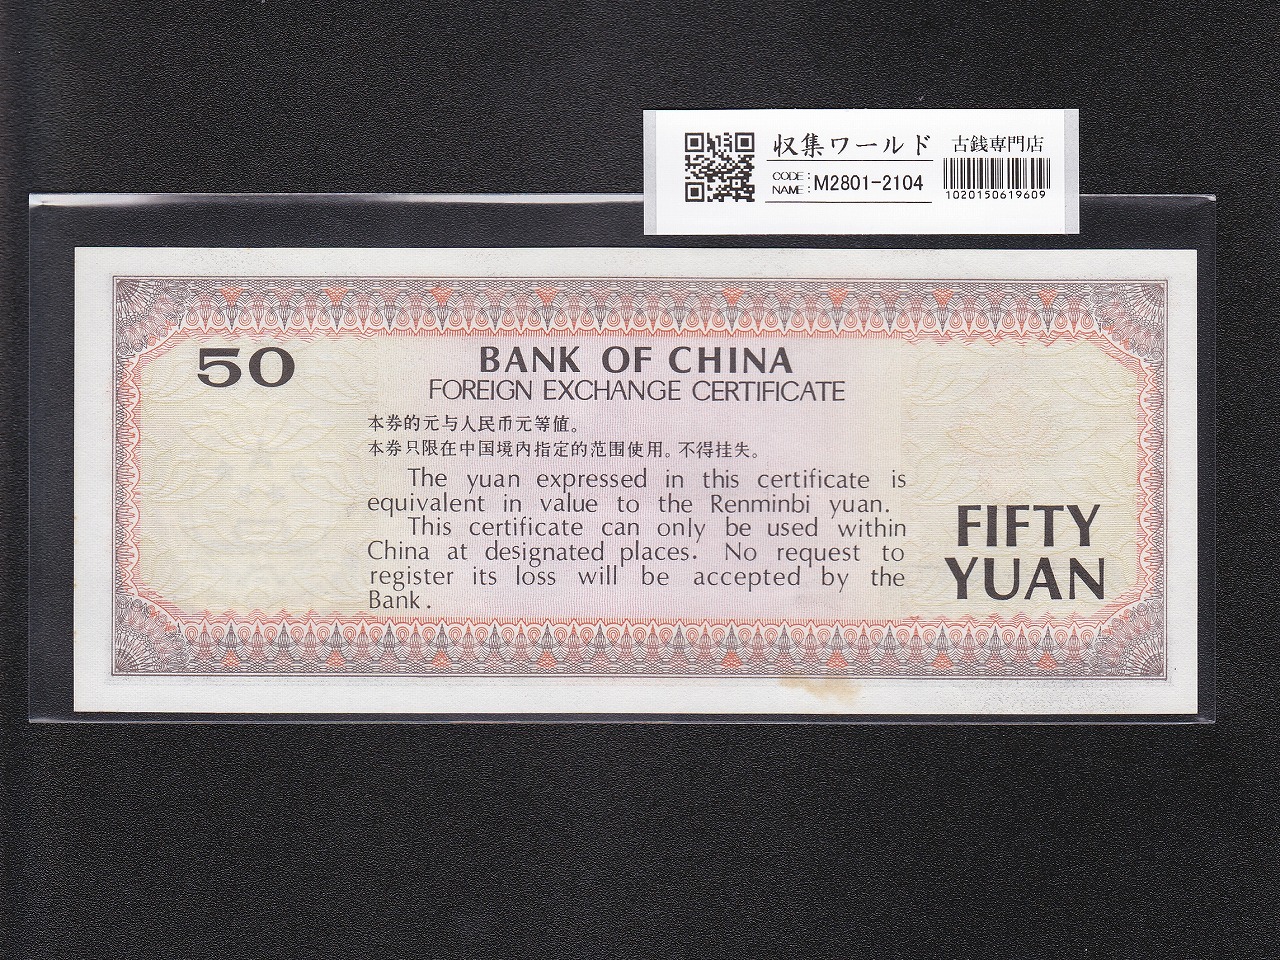 収集ワールド 古銭専門店
CODE:
NAME: M2801-2104
1020150619609
50
BANK OF CHINA
FOREIGN EXCHANGE CERTIFICATE
本券的元与人民币元等值。
本券只限在中国境内指定的范围使用。不得挂失。
The yuan expressed in this certificate is
equivalent in value to the Renminbi yuan.
This certificate can only be used within
China at designated places. No request to
register its loss will be accepted by the
Bank.
FIFTY
YUAN